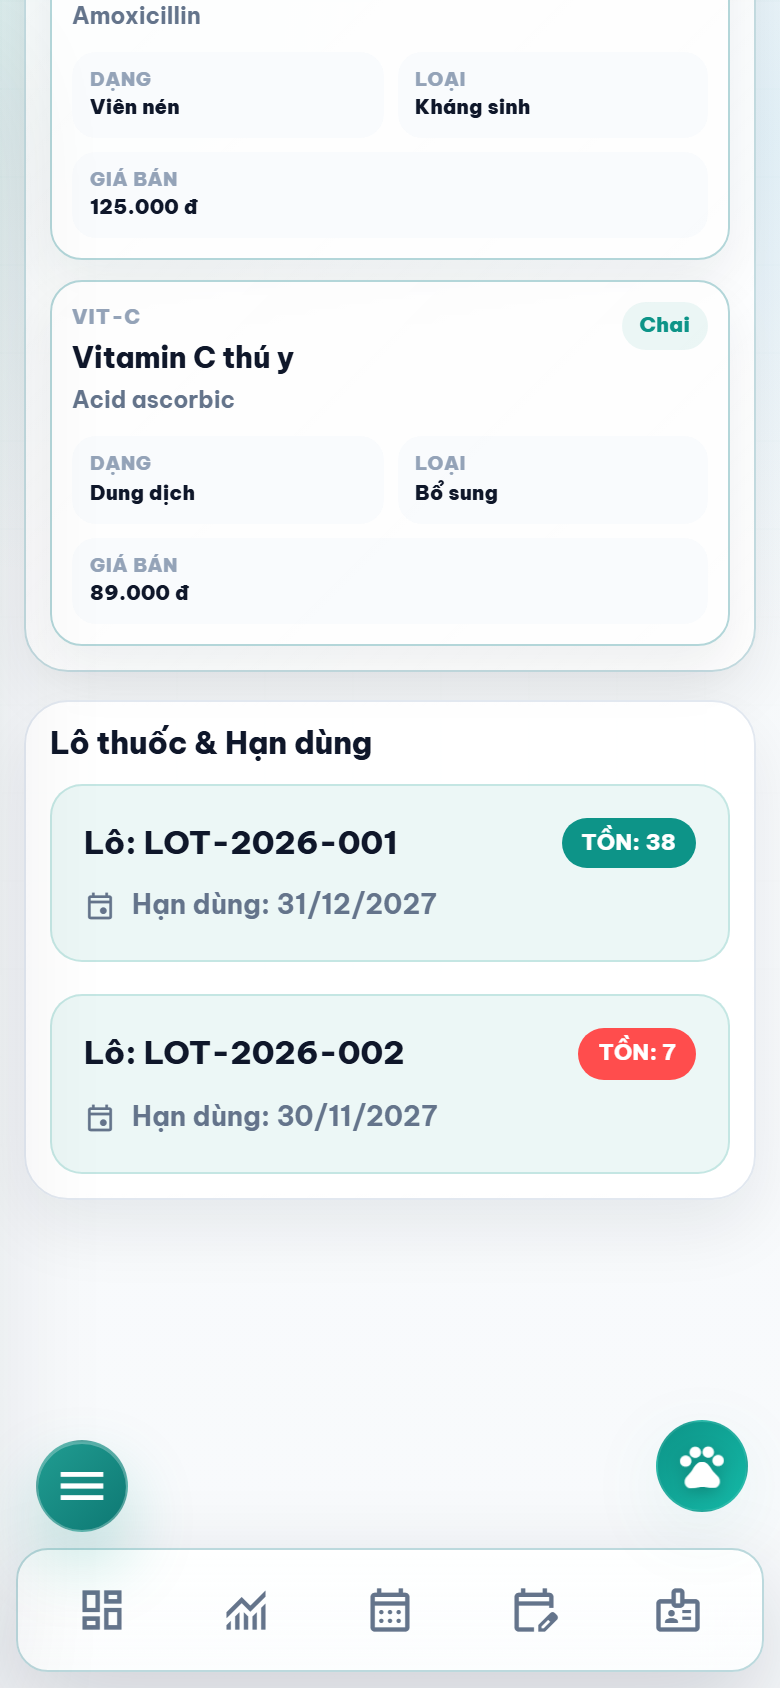 Amoxicillin
DẠNG
Viên nén
LOẠI
Kháng sinh
GIÁ BÁN
125.000 đ
VIT-C
Chai
Vitamin C thú y
Acid ascorbic
DẠNG
Dung dịch
LOẠI
Bổ sung
GIÁ BÁN
89.000 đ
Lô thuốc & Hạn dùng
Lô: LOT-2026-001
TỒN: 38
Hạn dùng: 31/12/2027
Lô: LOT-2026-002
TỒN: 7
Hạn dùng: 30/11/2027